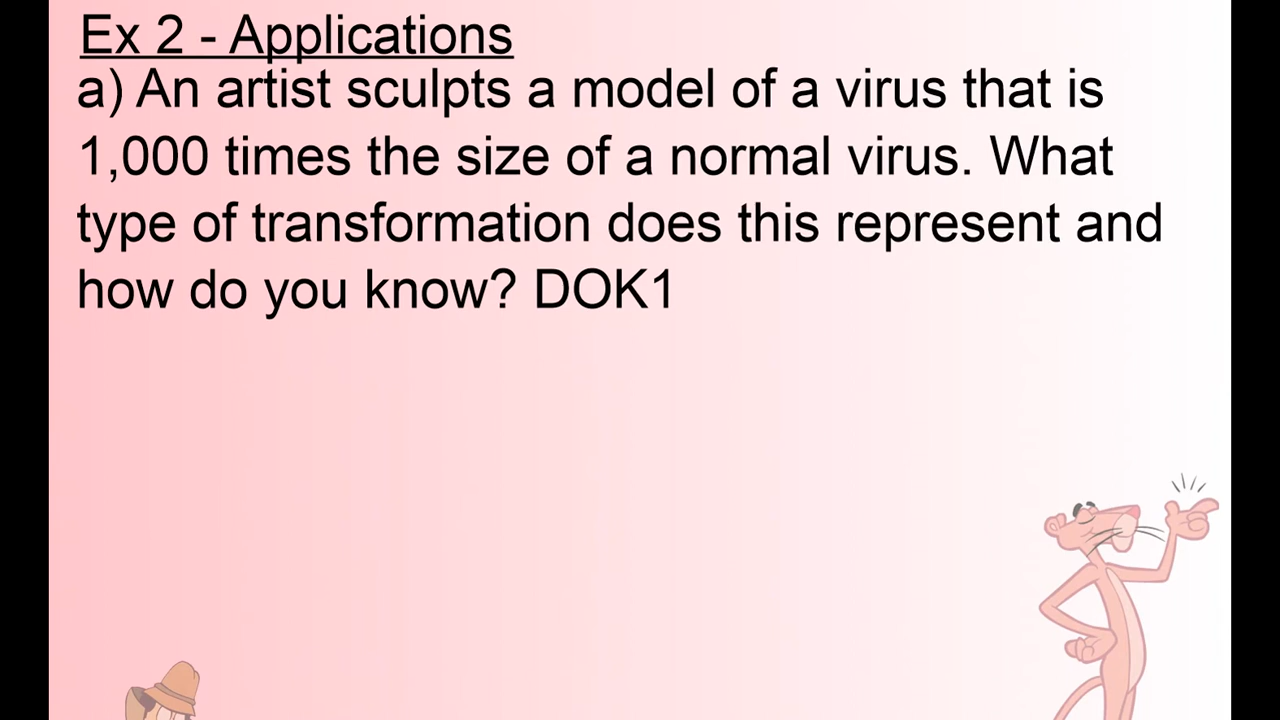 Ex 2 - Applications
a) An artist sculpts a model of a virus that is
1,000 times the size of a normal virus. What
type of transformation does this represent and
how do you know? DOK1